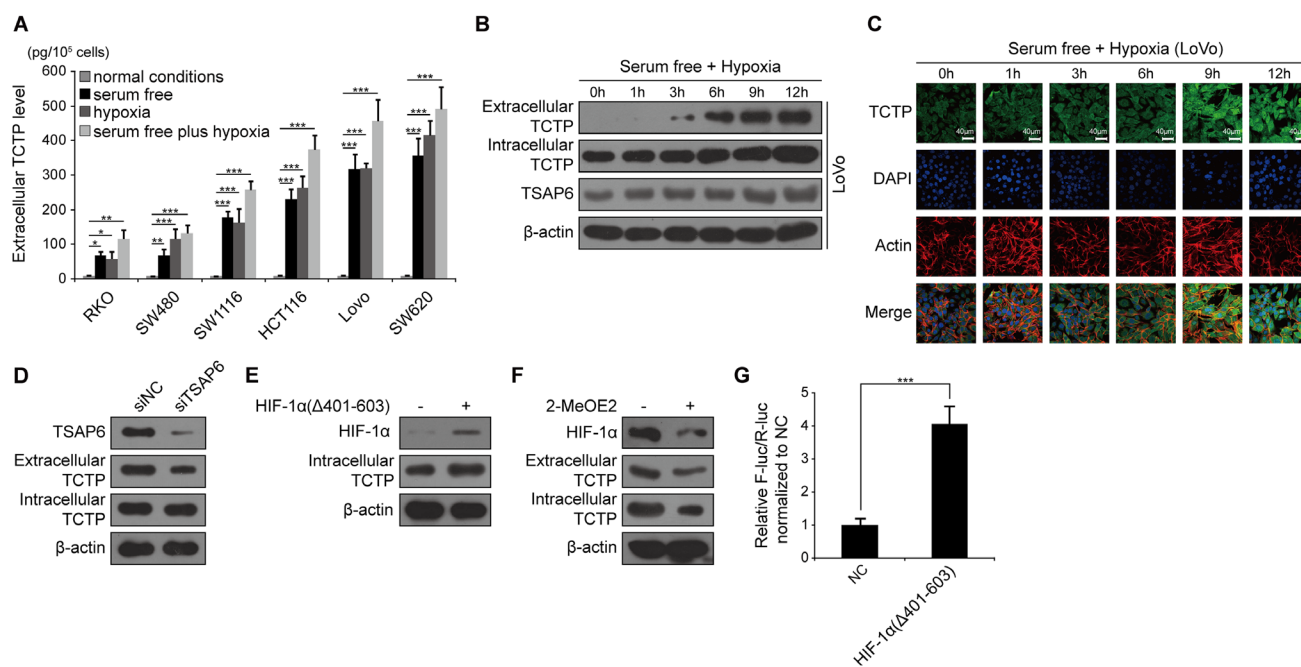 A
(pg/10⁵ cells)
Extracellular TCTP level
600
500
400
300
200
100
0
normal conditions
serum free
hypoxia
serum free plus hypoxia
* * **
** *** ***
*** *** ***
*** *** ***
*** *** ***
*** *** ***
RKO
SW480
SW1116
HCT116
Lovo
SW620
B
Serum free + Hypoxia
0h 1h 3h 6h 9h 12h
Extracellular
TCTP
Intracellular
TCTP
TSAP6
β-actin
LoVo
C
Serum free + Hypoxia (LoVo)
0h 1h 3h 6h 9h 12h
TCTP
40μm 40μm 40μm 40μm 40μm 40μm
DAPI
Actin
Merge
D
siNC siTSAP6
TSAP6
Extracellular
TCTP
Intracellular
TCTP
β-actin
E
HIF-1α(Δ401-603) - +
HIF-1α
Intracellular
TCTP
β-actin
F
2-MeOE2 - +
HIF-1α
Extracellular
TCTP
Intracellular
TCTP
β-actin
G
Relative F-luc/R-luc
normalized to NC
5
4
3
2
1
0
***
NC
HIF-1α(Δ401-603)